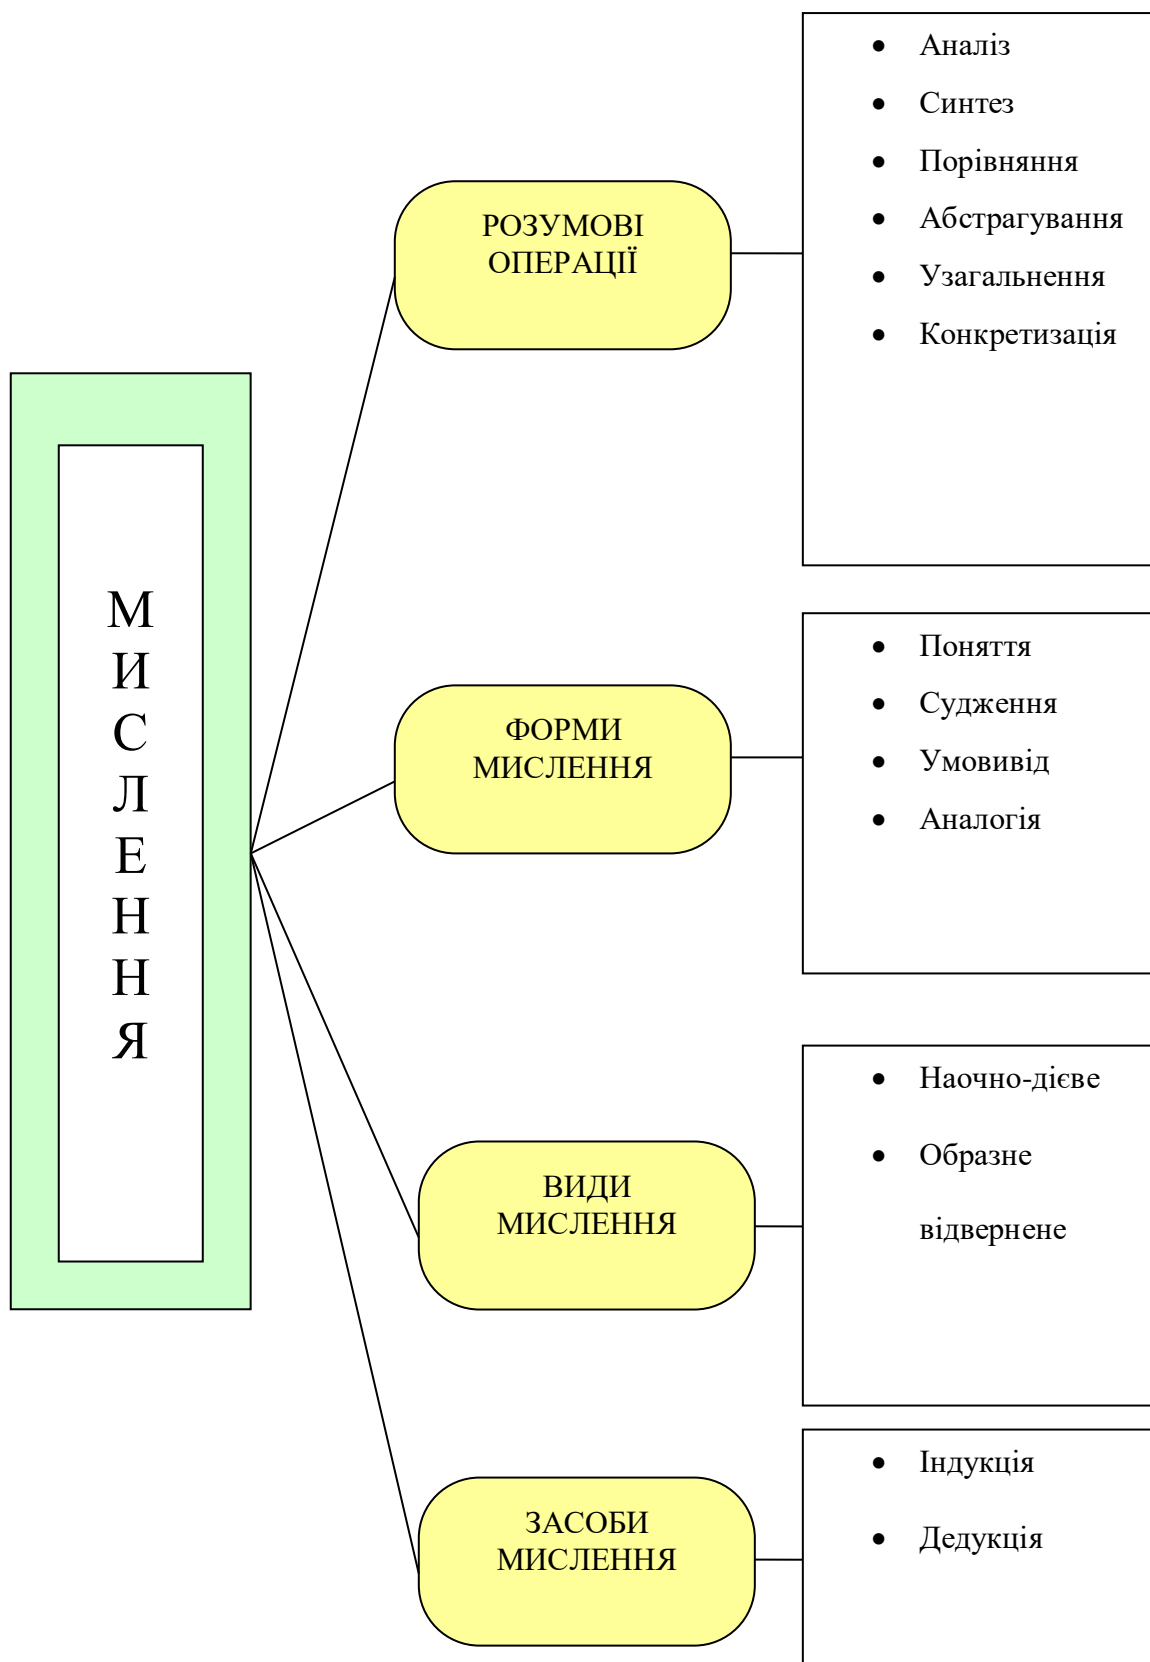 МИСЛЕННЯ
РОЗУМОВІ
ОПЕРАЦІЇ
• Аналіз
• Синтез
• Порівняння
• Абстрагування
• Узагальнення
• Конкретизація
ФОРМИ
МИСЛЕННЯ
• Поняття
• Судження
• Умовивід
• Аналогія
ВИДИ
МИСЛЕННЯ
• Наочно-дієве
• Образне
відвернене
ЗАСОБИ
МИСЛЕННЯ
• Індукція
• Дедукція